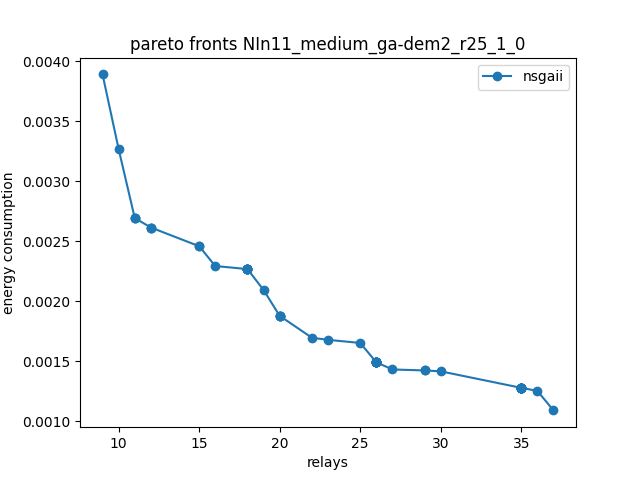 pareto fronts NIn11_medium_ga-dem2_r25_1_0
nsgaii
energy consumption
0.0040
0.0035
0.0030
0.0025
0.0020
0.0015
0.0010
10 15 20 25 30 35
relays